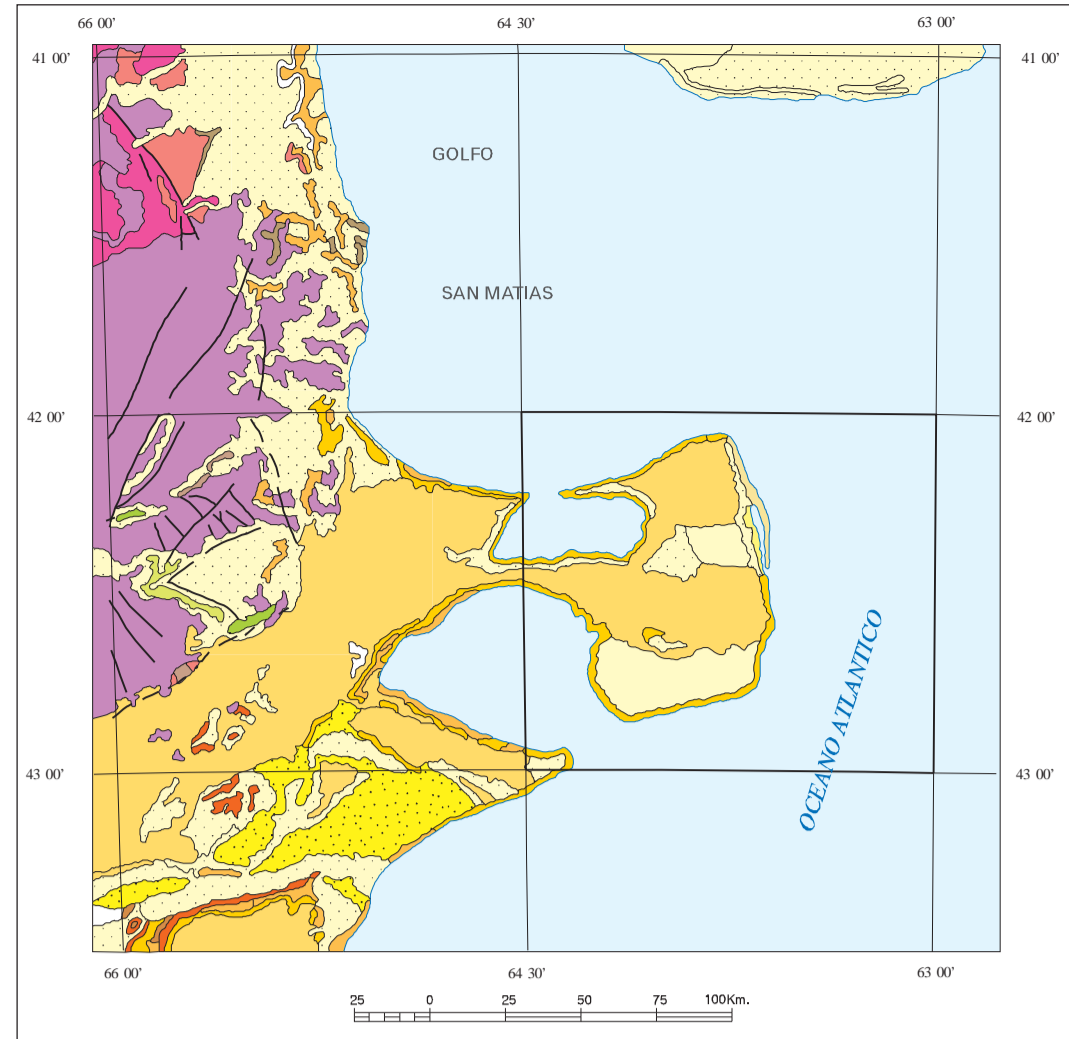 66 00' 64 30' 63 00'
41 00' 41 00'
GOLFO
SAN MATIAS
42 00' 42 00'
OCEANO ATLANTICO
43 00' 43 00'
66 00' 64 30' 63 00'
25 0 25 50 75 100Km.